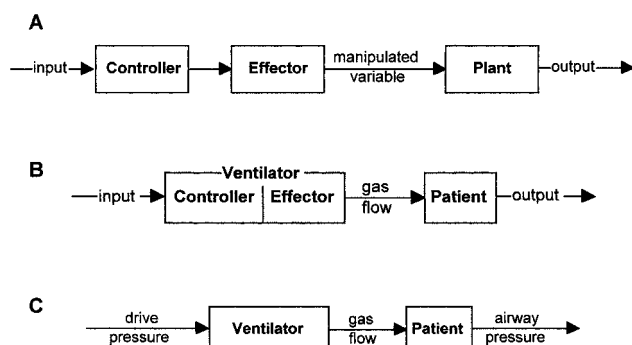 A
input
Controller
Effector
manipulated
variable
Plant
output
B
Ventilator
input
Controller
Effector
gas
flow
Patient
output
C
drive
pressure
Ventilator
gas
flow
Patient
airway
pressure